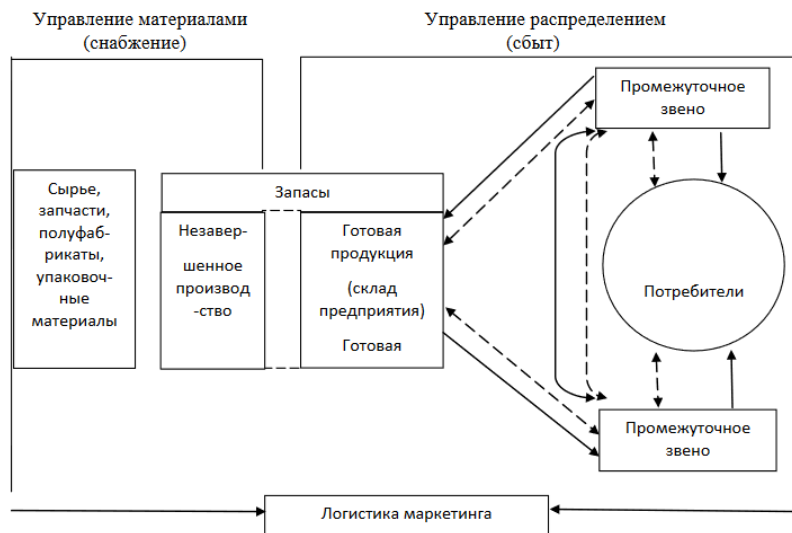 Управление материалами
(снабжение)
Управление распределением
(сбыт)
Промежуточное
звено
Сырье,
запчасти,
полуфаб-
рикаты,
упаковоч-
ные
материалы
Запасы
Незавер-
шенное
производ
-ство
Готовая
продукция
(склад
предприятия)
Готовая
Потребители
Промежуточное
звено
Логистика маркетинга